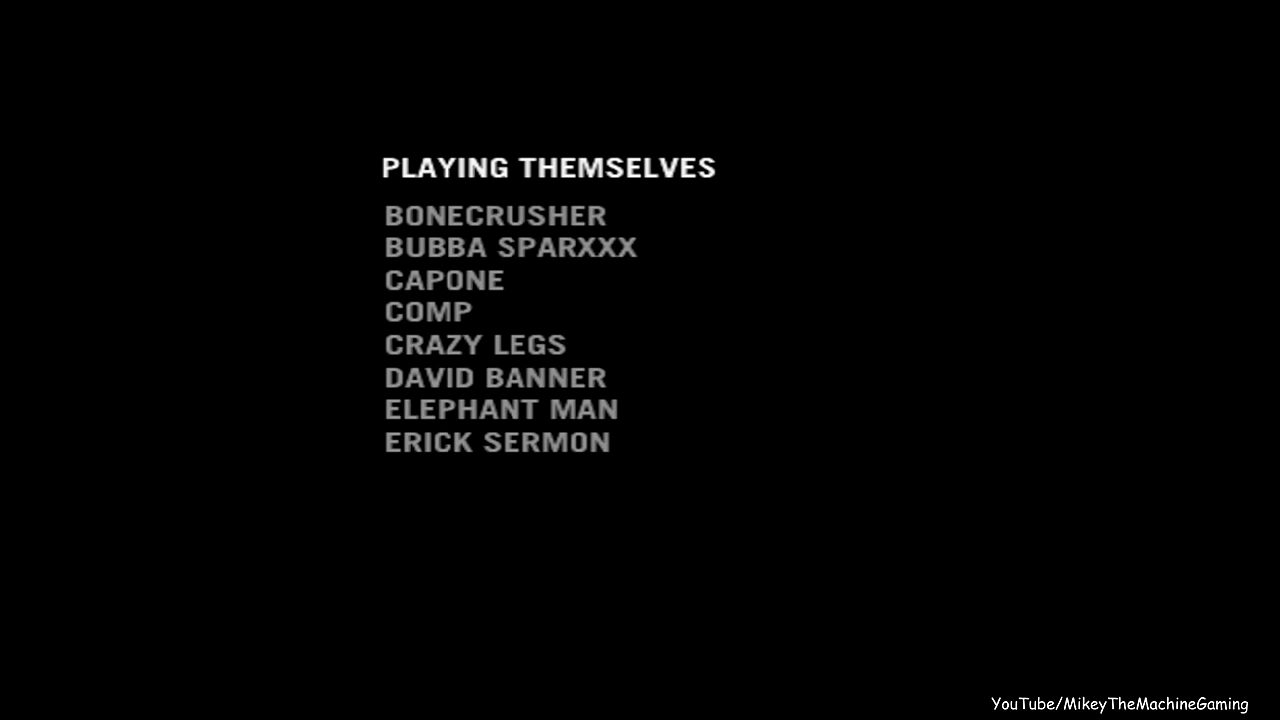 PLAYING THEMSELVES
BONECRUSHER
BUBBA SPARXXX
CAPONE
COMP
CRAZY LEGS
DAVID BANNER
ELEPHANT MAN
ERICK SERMON
YouTube/MikeyTheMachineGaming